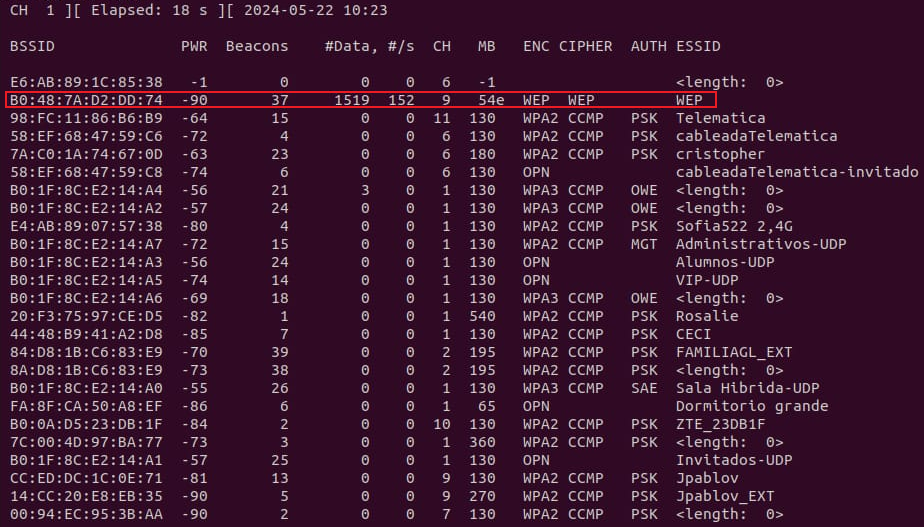 CH  1 ][ Elapsed: 18 s ][ 2024-05-22 10:23
BSSID              PWR  Beacons    #Data, #/s  CH   MB   ENC CIPHER  AUTH ESSID
E6:AB:89:1C:85:38   -1        0        0    0   6   -1                    <length:  0>
B0:48:7A:D2:DD:74  -90       37     1519  152   9   54e  WEP  WEP         WEP
98:FC:11:86:B6:B9  -64       15        0    0  11  130   WPA2 CCMP   PSK  Telematica
58:EF:68:47:59:C6  -72        4        0    0   6  130   WPA2 CCMP   PSK  cableadaTelematica
7A:C0:1A:74:67:0D  -63       23        0    0   6  180   WPA2 CCMP   PSK  cristopher
58:EF:68:47:59:C8  -74        6        0    0   6  130   OPN              cableadaTelematica-invitado
B0:1F:8C:E2:14:A4  -56       21        3    0   1  130   WPA3 CCMP   OWE  <length:  0>
B0:1F:8C:E2:14:A2  -57       24        0    0   1  130   WPA3 CCMP   OWE  <length:  0>
E4:AB:89:07:57:38  -80        4        0    0   1  130   WPA2 CCMP   PSK  Sofia522 2,4G
B0:1F:8C:E2:14:A7  -72       15        0    0   1  130   WPA2 CCMP   MGT  Administrativos-UDP
B0:1F:8C:E2:14:A3  -56       24        0    0   1  130   OPN              Alumnos-UDP
B0:1F:8C:E2:14:A5  -74       14        0    0   1  130   OPN              VIP-UDP
B0:1F:8C:E2:14:A6  -69       18        0    0   1  130   WPA3 CCMP   OWE  <length:  0>
20:F3:75:97:CE:D5  -82        1        0    0   1  540   WPA2 CCMP   PSK  Rosalie
44:48:B9:41:A2:D8  -85        7        0    0   1  130   WPA2 CCMP   PSK  CECI
84:D8:1B:C6:83:E9  -70       39        0    0   2  195   WPA2 CCMP   PSK  FAMILIAGL_EXT
8A:D8:1B:C6:83:E9  -73       38        0    0   2  195   WPA2 CCMP   PSK  <length:  0>
B0:1F:8C:E2:14:A0  -55       26        0    0   1  130   WPA3 CCMP   SAE  Sala Hibrida-UDP
FA:8F:CA:50:A8:EF  -86        6        0    0   1   65   OPN              Dormitorio grande
B0:0A:D5:23:DB:1F  -84        2        0    0  10  130   WPA2 CCMP   PSK  ZTE_23DB1F
7C:00:4D:97:BA:77  -73        3        0    0   1  360   WPA2 CCMP   PSK  <length:  0>
B0:1F:8C:E2:14:A1  -57       25        0    0   1  130   OPN              Invitados-UDP
CC:ED:DC:1C:0E:71  -81       13        0    0   9  130   WPA2 CCMP   PSK  Jpablov
14:CC:20:E8:EB:35  -90        5        0    0   9  270   WPA2 CCMP   PSK  Jpablov_EXT
00:94:EC:95:3B:AA  -90        2        0    0   7  130   WPA2 CCMP   PSK  <length:  0>